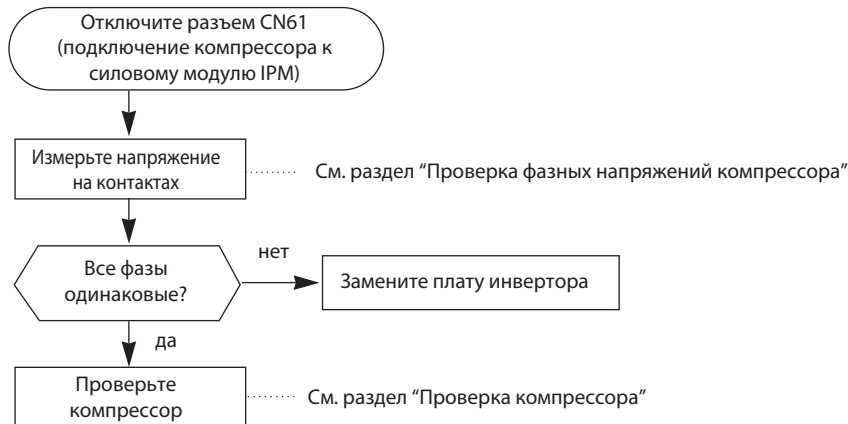 Отключите разъем CN61
(подключение компрессора к
силовому модулю IPM)
Измерьте напряжение
на контактах
См. раздел “Проверка фазных напряжений компрессора”
Все фазы
одинаковые?
нет
Замените плату инвертора
да
Проверьте
компрессор
См. раздел “Проверка компрессора”